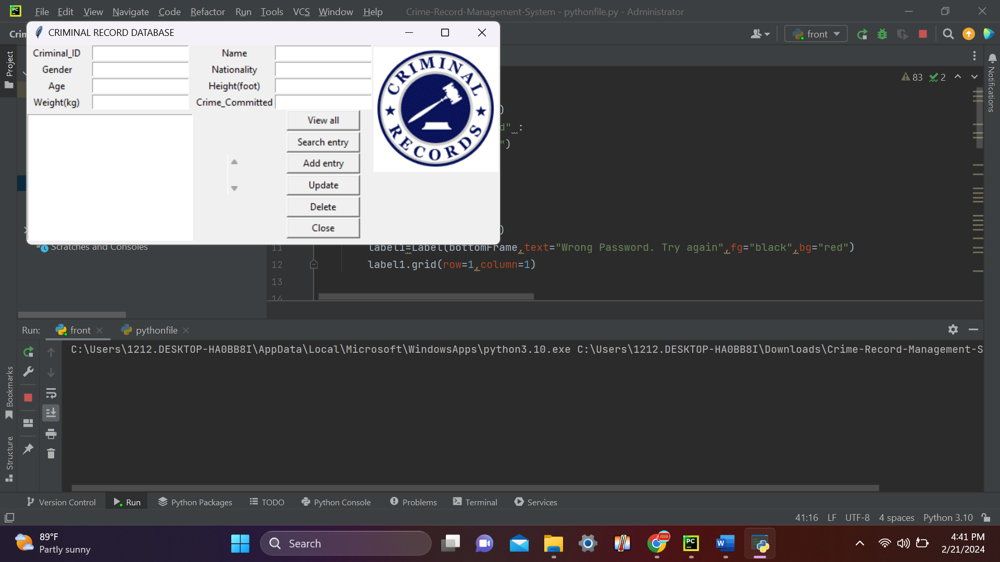 File Edit View Navigate Code Refactor Run Tools VCS Window Help Crime-Record-Management-System - pythonfile.py - Administrator
CRIMINAL RECORD DATABASE
front
Criminal_ID Name
Gender Nationality
Age Height(foot)
Weight(kg) Crime_Committed
View all
Search entry
Add entry
Update
Delete
Close
CRIMINAL RECORDS
Project
Notifications
83 2
)
d" :
")
)
Scratches and Consoles
11 label1=Label(bottomFrame,text="Wrong Password. Try again",fg="black",bg="red")
12 label1.grid(row=1,column=1)
13
14
Run: front pythonfile
C:\Users\1212.DESKTOP-HA0BB8I\AppData\Local\Microsoft\WindowsApps\python3.10.exe C:\Users\1212.DESKTOP-HA0BB8I\Downloads\Crime-Record-Management-S
Bookmarks
Structure
Version Control Run Python Packages TODO Python Console Problems Terminal Services
41:16 LF UTF-8 4 spaces Python 3.10
89°F
Partly sunny
Search
4:41 PM
2/21/2024